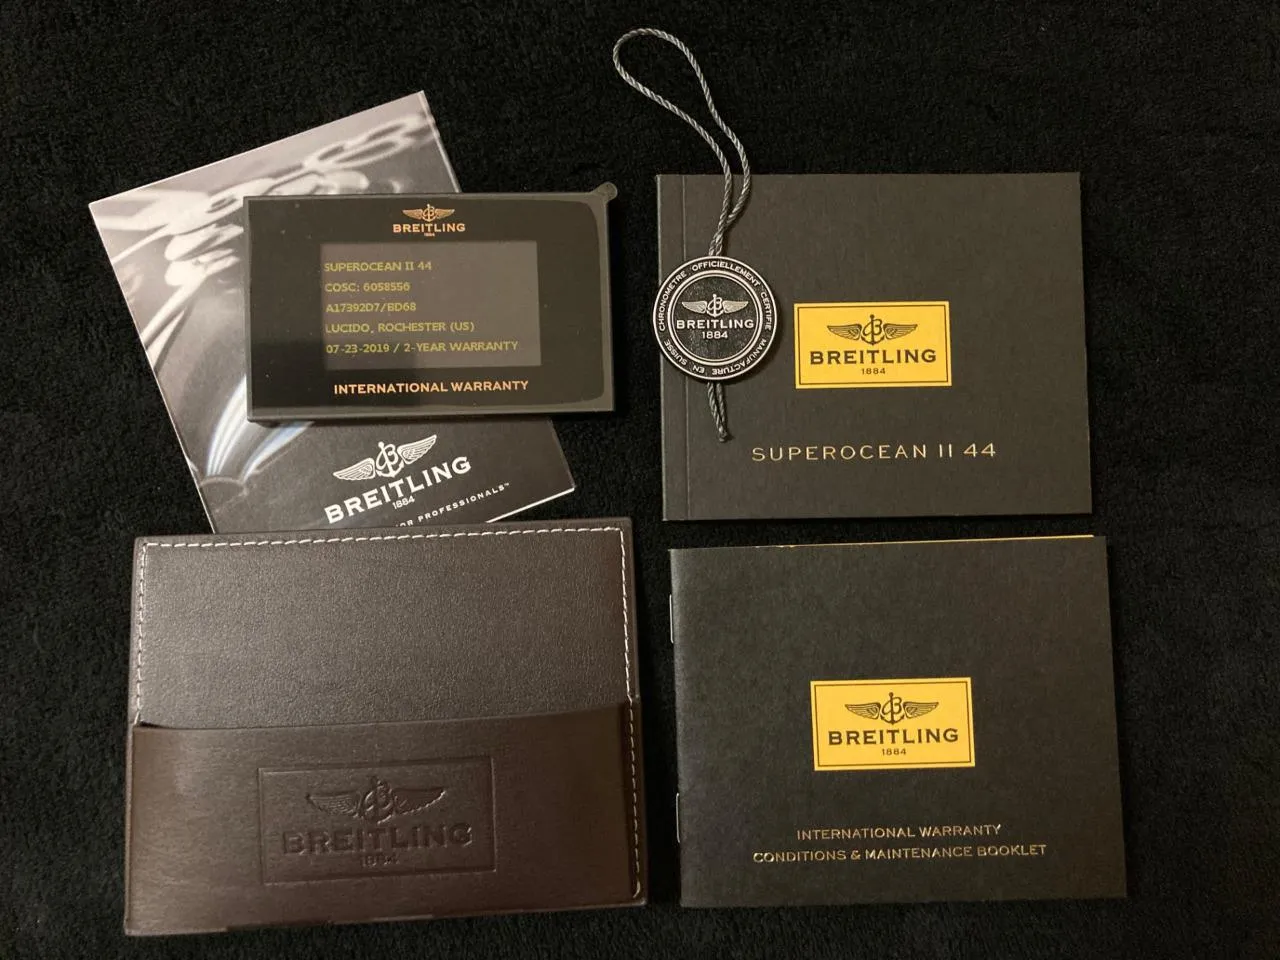 BREITLING
1884
SUPEROCEAN II 44
COSC: 6058556
A17392D7/BD68
LUCIDO, ROCHESTER (US)
07-23-2019 / 2-YEAR WARRANTY
INTERNATIONAL WARRANTY
BREITLING
1884
FOR PROFESSIONALS™
CHRONOMETRE OFFICIELLEMENT CERTIFIE
MANUFACTURE EN SUISSE
BREITLING
1884
BREITLING
1884
SUPEROCEAN II 44
BREITLING
1884
BREITLING
1884
INTERNATIONAL WARRANTY
CONDITIONS & MAINTENANCE BOOKLET